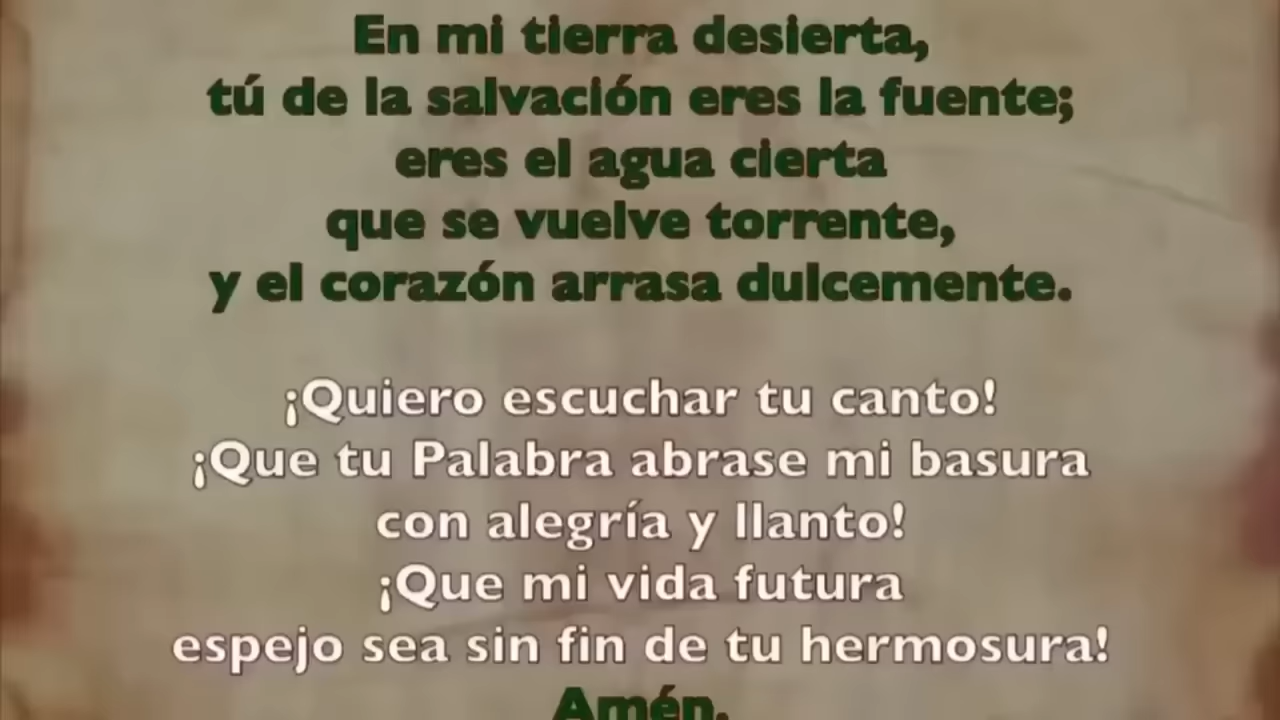 En mi tierra desierta,
tú de la salvación eres la fuente;
eres el agua cierta
que se vuelve torrente,
y el corazón arrasa dulcemente.
¡Quiero escuchar tu canto!
¡Que tu Palabra abrase mi basura
con alegría y llanto!
¡Que mi vida futura
espejo sea sin fin de tu hermosura!
Amén.